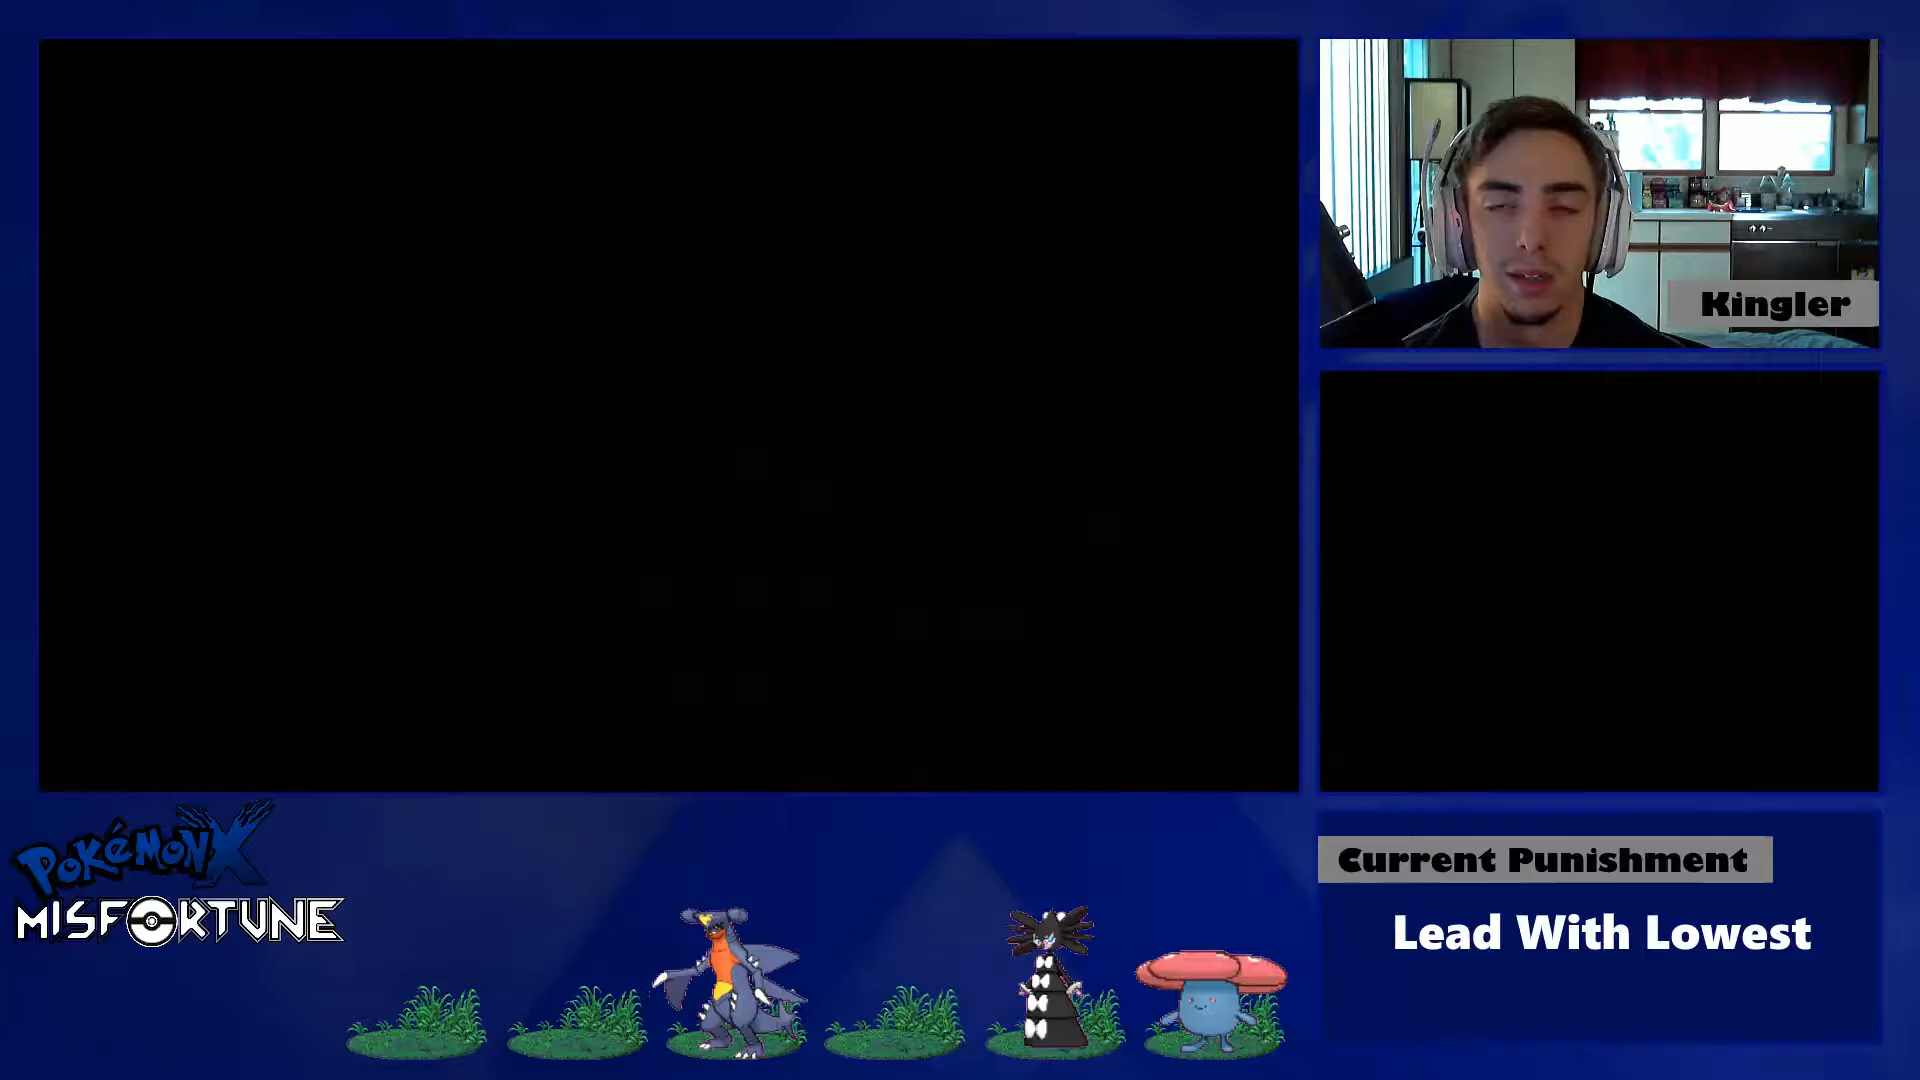 Kingler
Pokémon X
MISFORTUNE
Current Punishment
Lead With Lowest